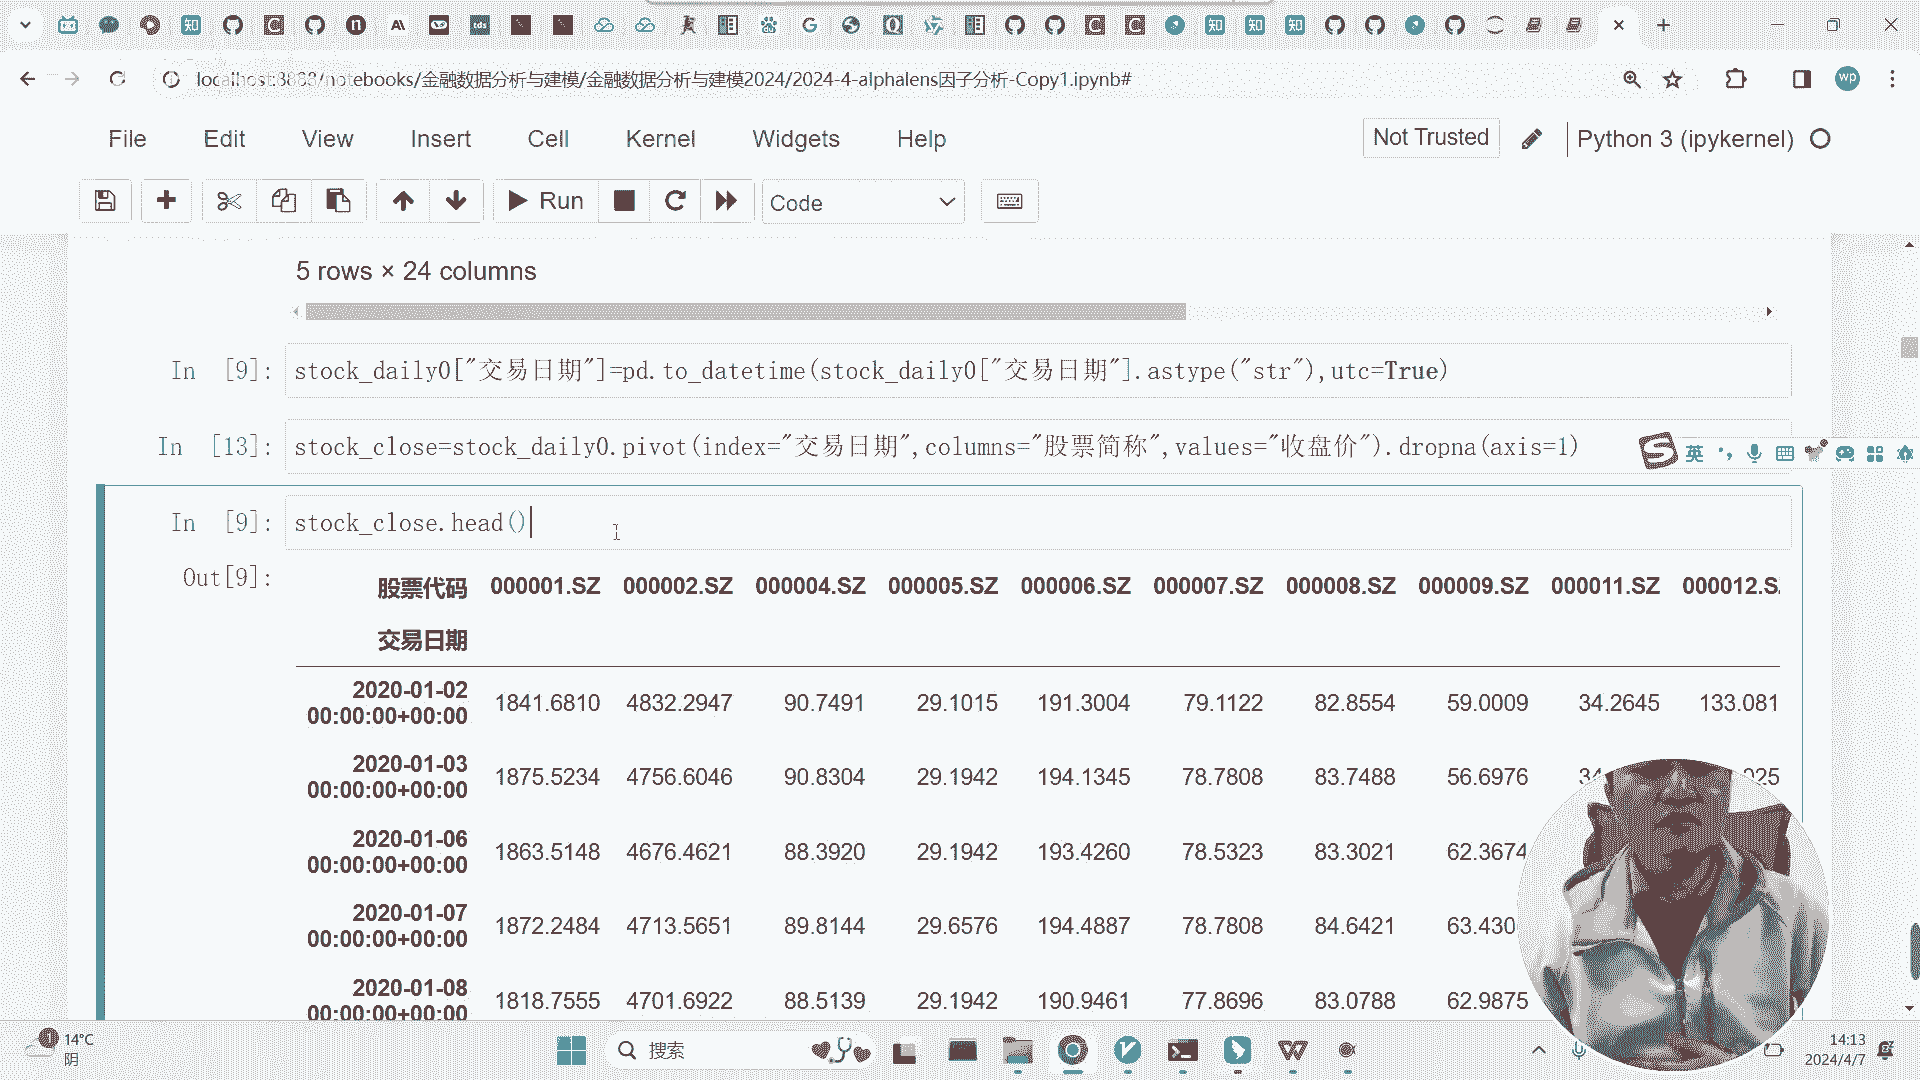 localhost:8888/notebooks/金融数据分析与建模/金融数据分析与建模2024/2024-4-alphalens因子分析-Copy1.ipynb#
wp
File Edit View Insert Cell Kernel Widgets Help
Not Trusted
Python 3 (ipykernel)
Run
Code
5 rows × 24 columns
In [9]: stock_daily0["交易日期"]=pd.to_datetime(stock_daily0["交易日期"].astype("str"),utc=True)
In [13]: stock_close=stock_daily0.pivot(index="交易日期",columns="股票简称",values="收盘价").dropna(axis=1)
英
In [9]: stock_close.head()
Out[9]:
股票代码 000001.SZ 000002.SZ 000004.SZ 000005.SZ 000006.SZ 000007.SZ 000008.SZ 000009.SZ 000011.SZ 000012.S
交易日期
2020-01-02 00:00:00+00:00 1841.6810 4832.2947 90.7491 29.1015 191.3004 79.1122 82.8554 59.0009 34.2645 133.081
2020-01-03 00:00:00+00:00 1875.5234 4756.6046 90.8304 29.1942 194.1345 78.7808 83.7488 56.6976 34 025
2020-01-06 00:00:00+00:00 1863.5148 4676.4621 88.3920 29.1942 193.4260 78.5323 83.3021 62.3674
2020-01-07 00:00:00+00:00 1872.2484 4713.5651 89.8144 29.6576 194.4887 78.7808 84.6421 63.430
2020-01-08 00:00:00+00:00 1818.7555 4701.6922 88.5139 29.1942 190.9461 77.8696 83.0788 62.9875
14°C
阴
搜索
14:13
2024/4/7